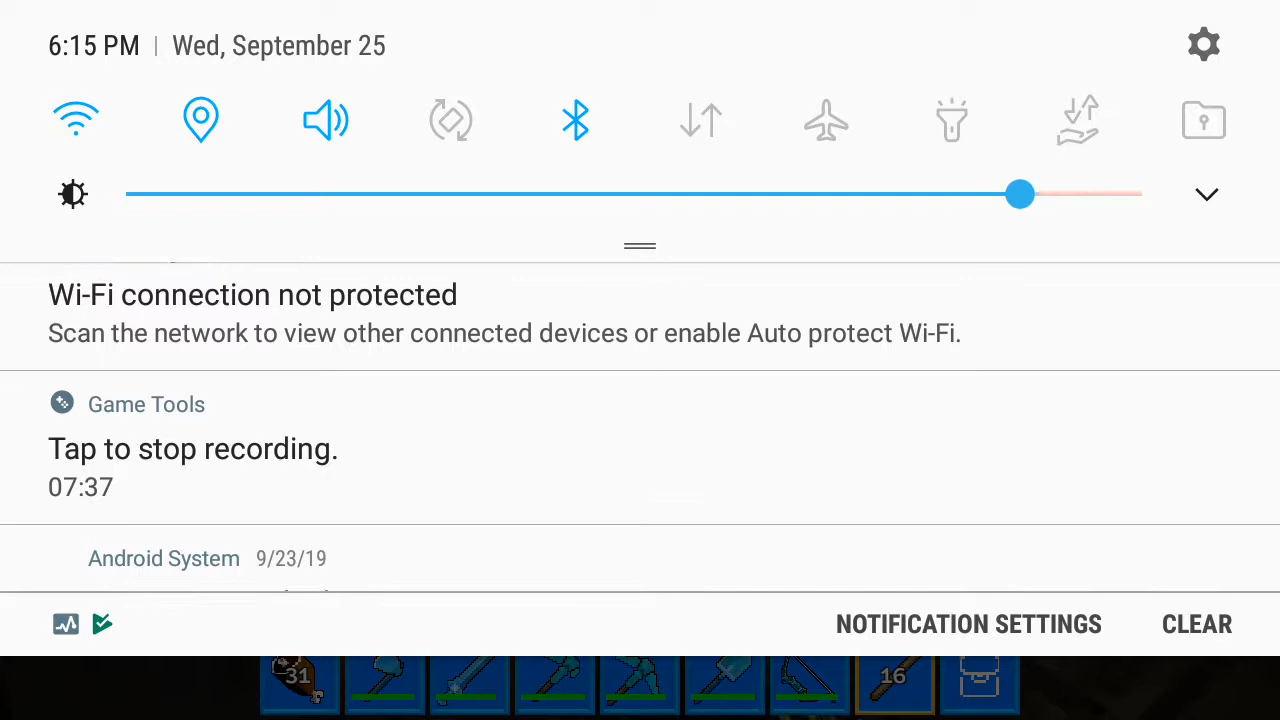 6:15 PM | Wed, September 25
Wi-Fi connection not protected
Scan the network to view other connected devices or enable Auto protect Wi-Fi.
Game Tools
Tap to stop recording.
07:37
Android System 9/23/19
NOTIFICATION SETTINGS CLEAR
31 16